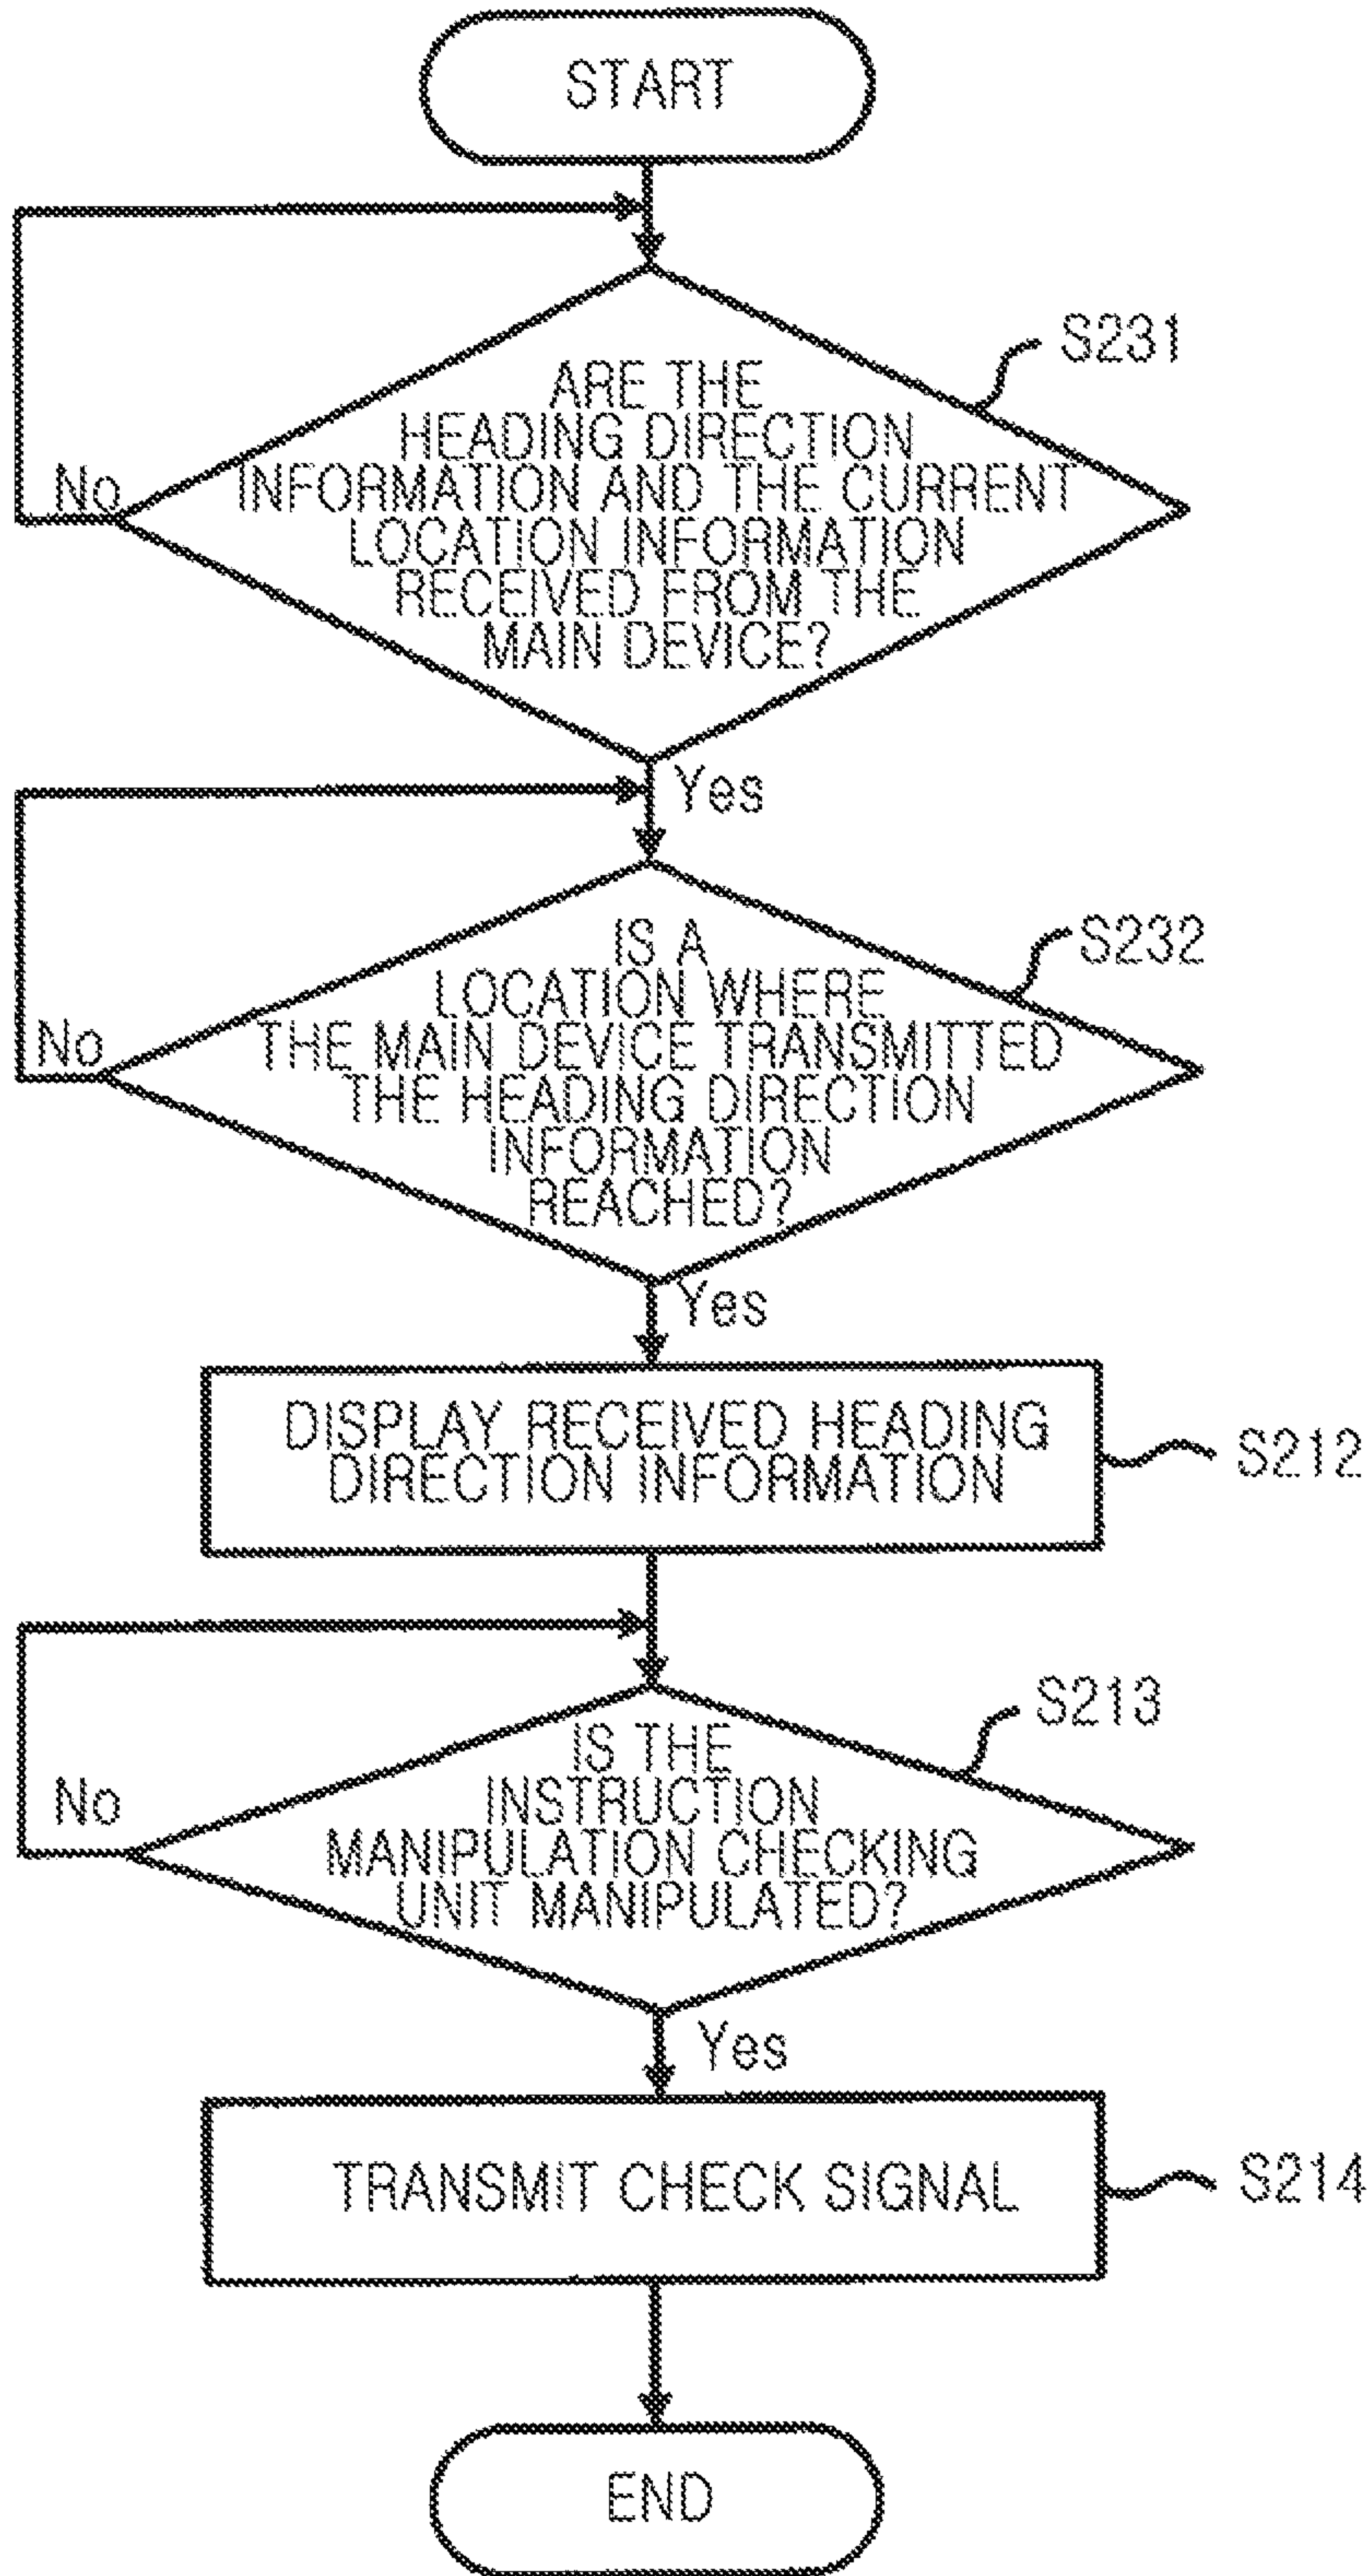 START
S231
ARE THE
HEADING DIRECTION
INFORMATION AND THE CURRENT
LOCATION INFORMATION
RECEIVED FROM THE
MAIN DEVICE?
No
Yes
S232
IS A
LOCATION WHERE
THE MAIN DEVICE TRANSMITTED
THE HEADING DIRECTION
INFORMATION
REACHED?
No
Yes
DISPLAY RECEIVED HEADING
DIRECTION INFORMATION
S212
S213
IS THE
INSTRUCTION
MANIPULATION CHECKING
UNIT MANIPULATED?
No
Yes
TRANSMIT CHECK SIGNAL
S214
END